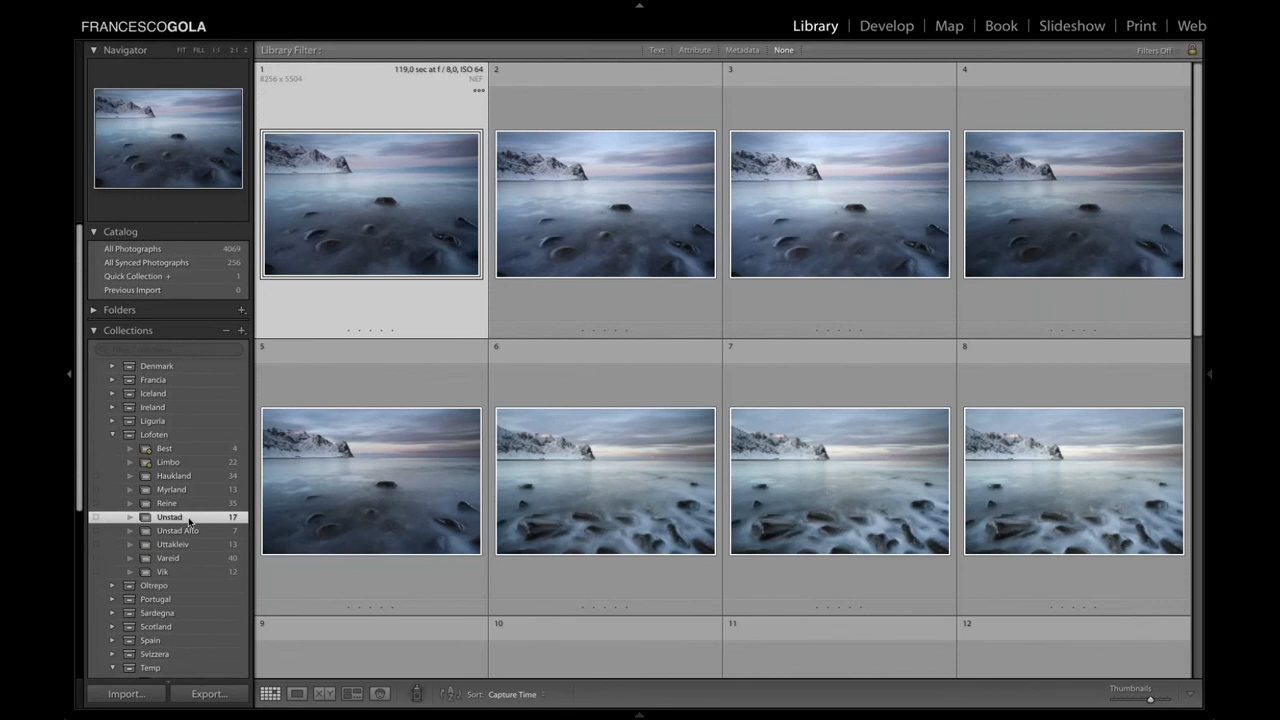 FRANCESCOGOLA
Library | Develop | Map | Book | Slideshow | Print | Web
Navigator FIT FILL 1:1 2:1
Library Filter : Text Attribute Metadata None Filters Off
1 119,0 sec at f / 8,0, ISO 64
8256 x 5504 NEF
2
3
4
Catalog
All Photographs 4069
All Synced Photographs 256
Quick Collection + 1
Previous Import 0
Folders +
Collections − +
Denmark
Francia
Iceland
Ireland
Liguria
Lofoten
Best 4
Limbo 22
Haukland 34
Myrland 13
Reine 35
Unstad 17
Unstad Alto 7
Uttakleiv 13
Vareid 40
Vik 12
Oltrepo
Portugal
Sardegna
Scotland
Spain
Svizzera
Temp
5
6
7
8
9
10
11
12
Import... Export...
XY
Sort: Capture Time
Thumbnails